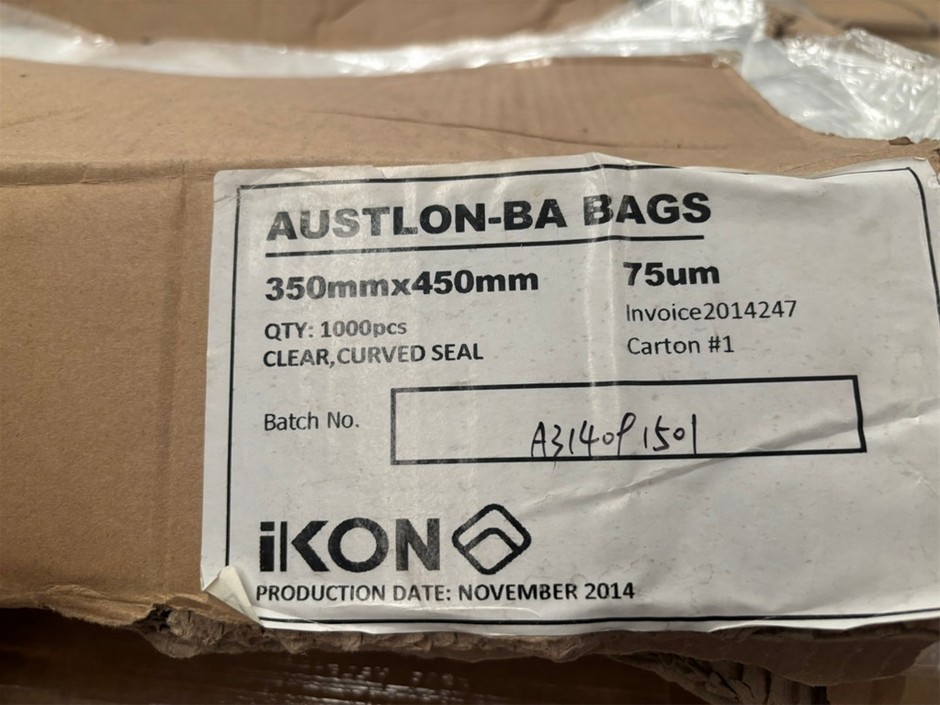 AUSTLON-BA BAGS
350mmx450mm 75um
QTY: 1000pcs Invoice2014247
CLEAR,CURVED SEAL Carton #1
Batch No. A314091501
iKON
PRODUCTION DATE: NOVEMBER 2014